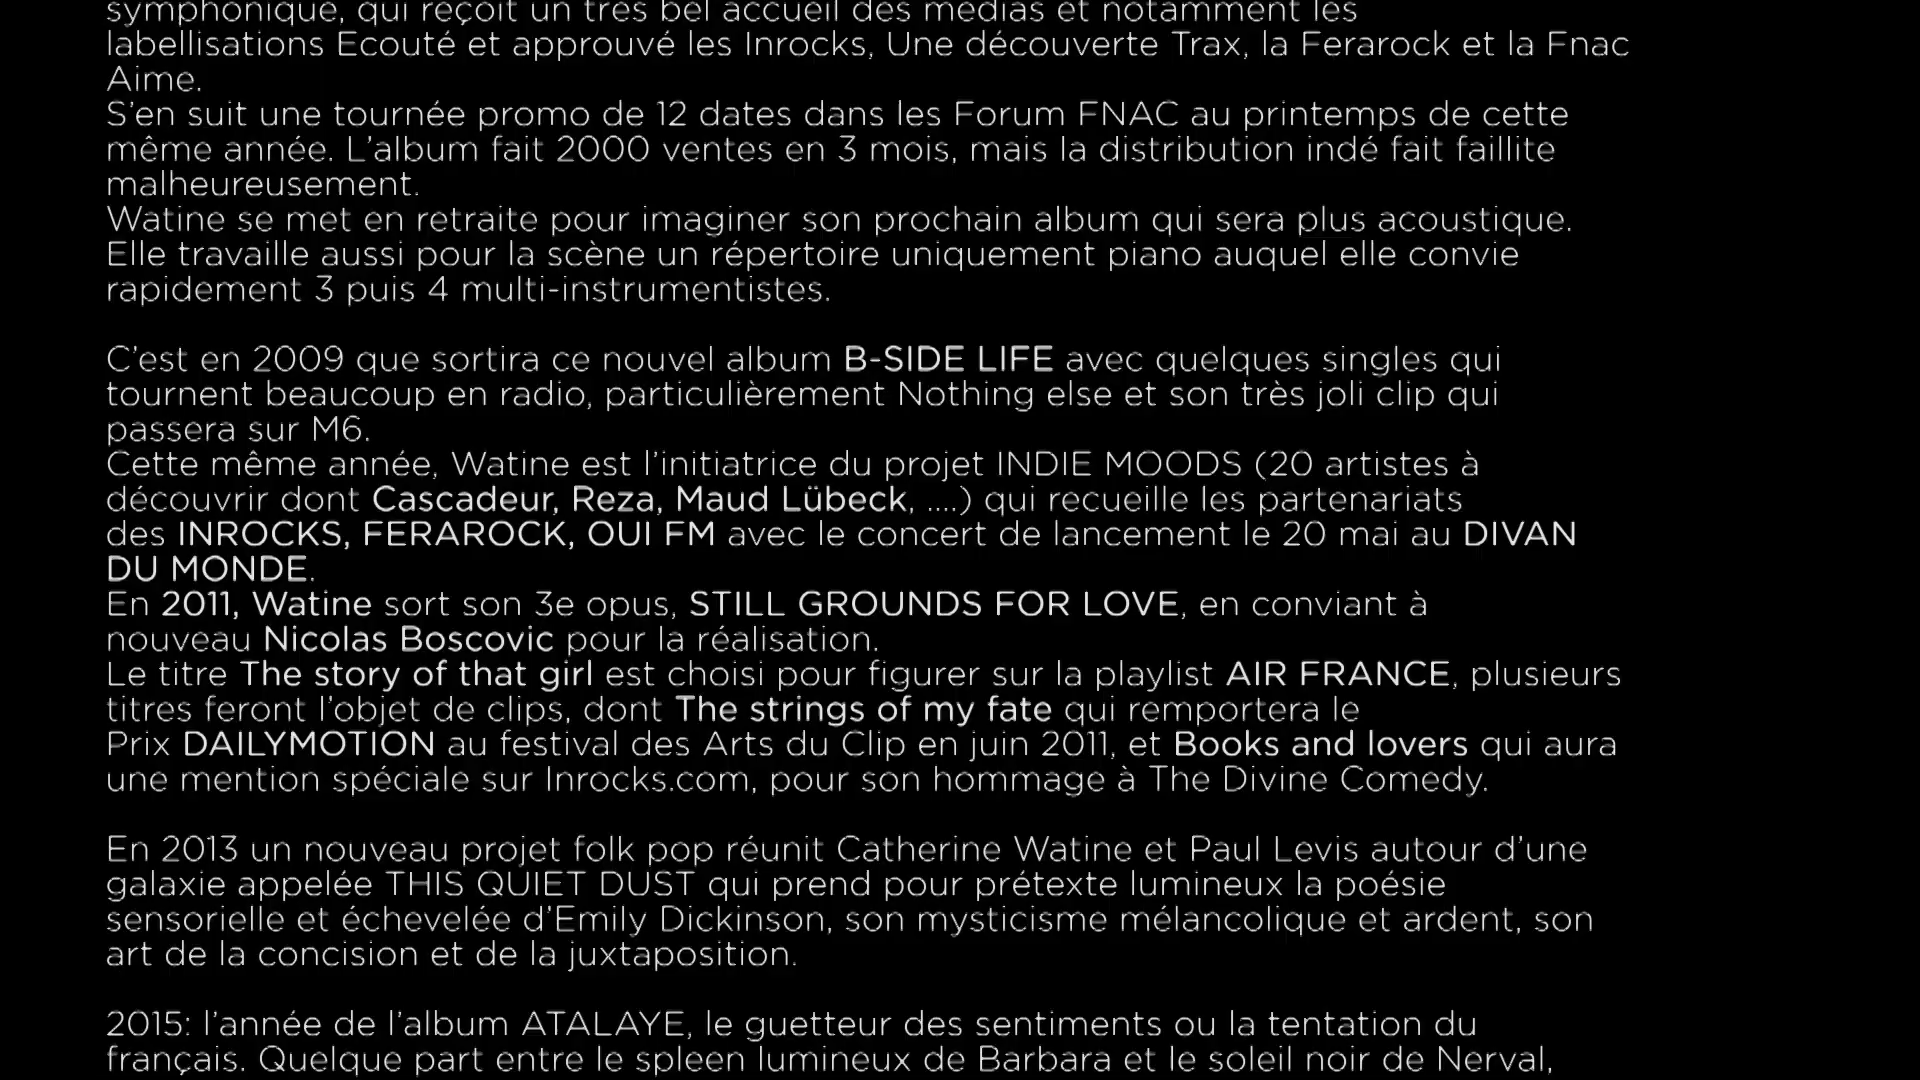 symphonique, qui reçoit un très bel accueil des médias et notamment les
labellisations Ecouté et approuvé les Inrocks, Une découverte Trax, la Ferarock et la Fnac
Aime.
S'en suit une tournée promo de 12 dates dans les Forum FNAC au printemps de cette
même année. L'album fait 2000 ventes en 3 mois, mais la distribution indé fait faillite
malheureusement.
Watine se met en retraite pour imaginer son prochain album qui sera plus acoustique.
Elle travaille aussi pour la scène un répertoire uniquement piano auquel elle convie
rapidement 3 puis 4 multi-instrumentistes.
C'est en 2009 que sortira ce nouvel album B-SIDE LIFE avec quelques singles qui
tournent beaucoup en radio, particulièrement Nothing else et son très joli clip qui
passera sur M6.
Cette même année, Watine est l'initiatrice du projet INDIE MOODS (20 artistes à
découvrir dont Cascadeur, Reza, Maud Lübeck, ....) qui recueille les partenariats
des INROCKS, FERAROCK, OUI FM avec le concert de lancement le 20 mai au DIVAN
DU MONDE.
En 2011, Watine sort son 3e opus, STILL GROUNDS FOR LOVE, en conviant à
nouveau Nicolas Boscovic pour la réalisation.
Le titre The story of that girl est choisi pour figurer sur la playlist AIR FRANCE, plusieurs
titres feront l'objet de clips, dont The strings of my fate qui remportera le
Prix DAILYMOTION au festival des Arts du Clip en juin 2011, et Books and lovers qui aura
une mention spéciale sur Inrocks.com, pour son hommage à The Divine Comedy.
En 2013 un nouveau projet folk pop réunit Catherine Watine et Paul Levis autour d'une
galaxie appelée THIS QUIET DUST qui prend pour prétexte lumineux la poésie
sensorielle et échevelée d'Emily Dickinson, son mysticisme mélancolique et ardent, son
art de la concision et de la juxtaposition.
2015: l'année de l'album ATALAYE, le guetteur des sentiments ou la tentation du
français. Quelque part entre le spleen lumineux de Barbara et le soleil noir de Nerval,